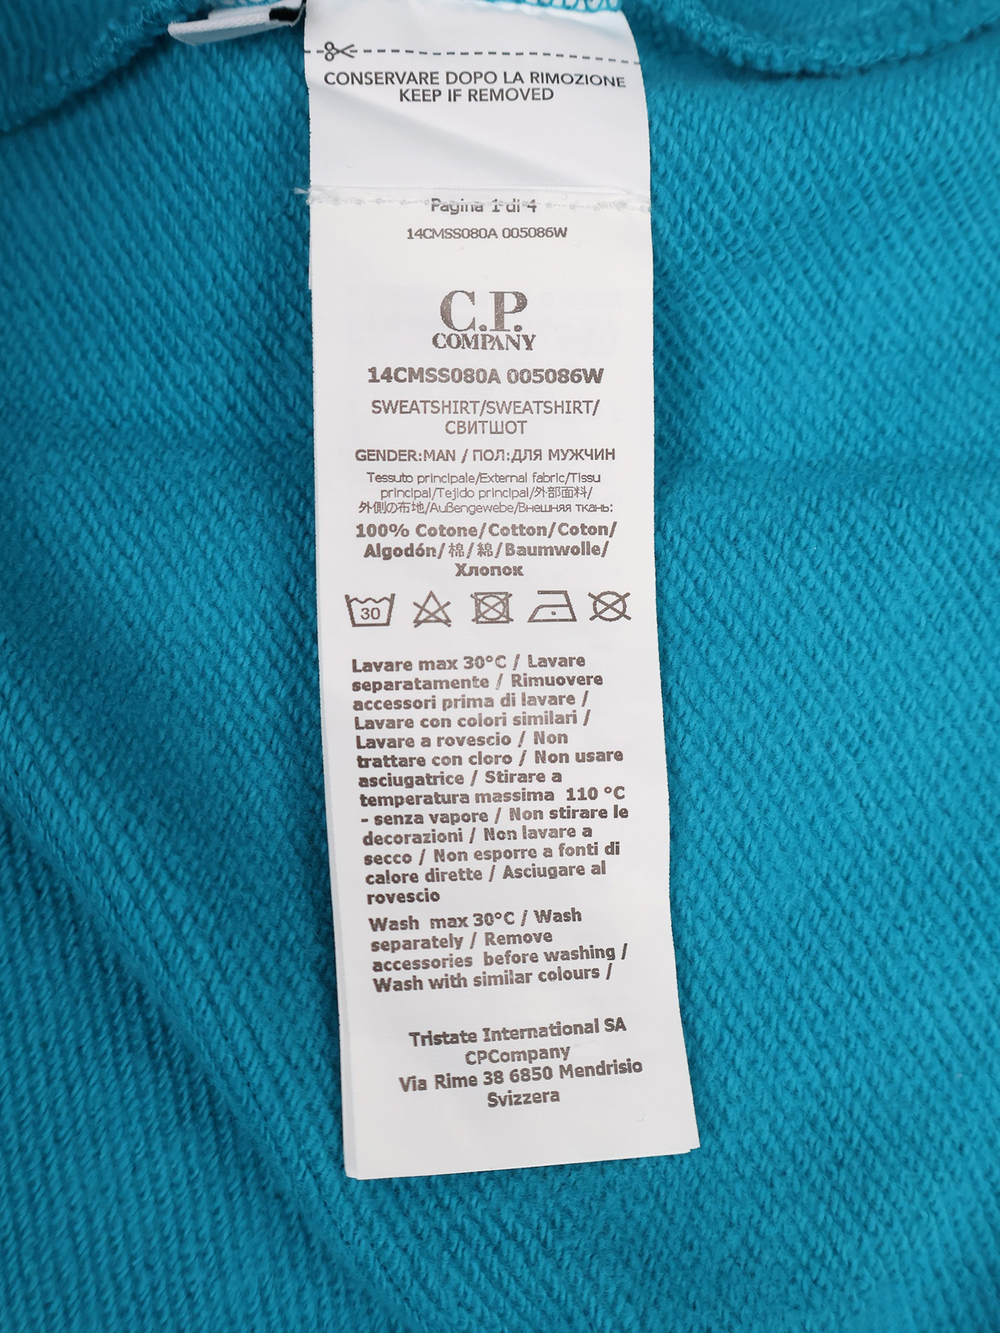 CONSERVARE DOPO LA RIMOZIONE
KEEP IF REMOVED
Pagina 1 di 4
14CMSS080A 005086W
C.P.
COMPANY
14CMSS080A 005086W
SWEATSHIRT/SWEATSHIRT/
СВИТШОТ
GENDER:MAN / ПОЛ:ДЛЯ МУЖЧИН
Tessuto principale/External fabric/Tissu
principal/Tejido principal/外部面料/
外側の布地/Außengewebe/Внешняя ткань:
100% Cotone/Cotton/Coton/
Algodón/棉/綿/Baumwolle/
Хлопок
30
Lavare max 30°C / Lavare
separatamente / Rimuovere
accessori prima di lavare /
Lavare con colori similari /
Lavare a rovescio / Non
trattare con cloro / Non usare
asciugatrice / Stirare a
temperatura massima 110 °C
- senza vapore / Non stirare le
decorazioni / Non lavare a
secco / Non esporre a fonti di
calore dirette / Asciugare al
rovescio
Wash max 30°C / Wash
separately / Remove
accessories before washing /
Wash with similar colours /
Tristate International SA
CPCompany
Via Rime 38 6850 Mendrisio
Svizzera